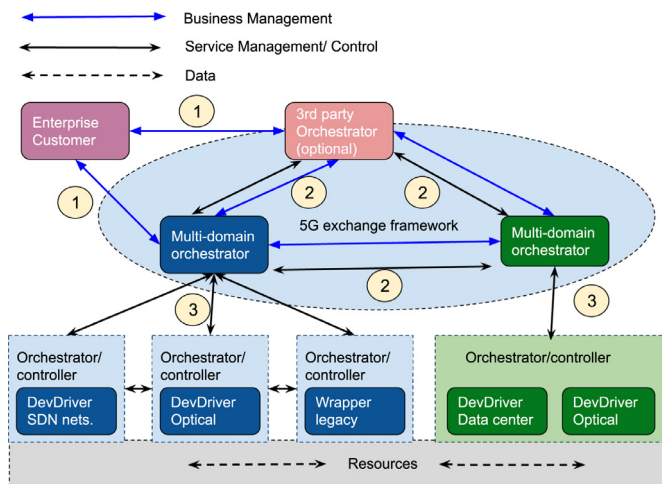 Business Management
Service Management/ Control
Data
1
Enterprise
Customer
3rd party
Orchestrator
(optional)
1
2
2
5G exchange framework
Multi-domain
orchestrator
Multi-domain
orchestrator
2
3
3
Orchestrator/
controller
DevDriver
SDN nets.
Orchestrator/
controller
DevDriver
Optical
Orchestrator/
controller
Wrapper
legacy
Orchestrator/controller
DevDriver
Data center
DevDriver
Optical
Resources